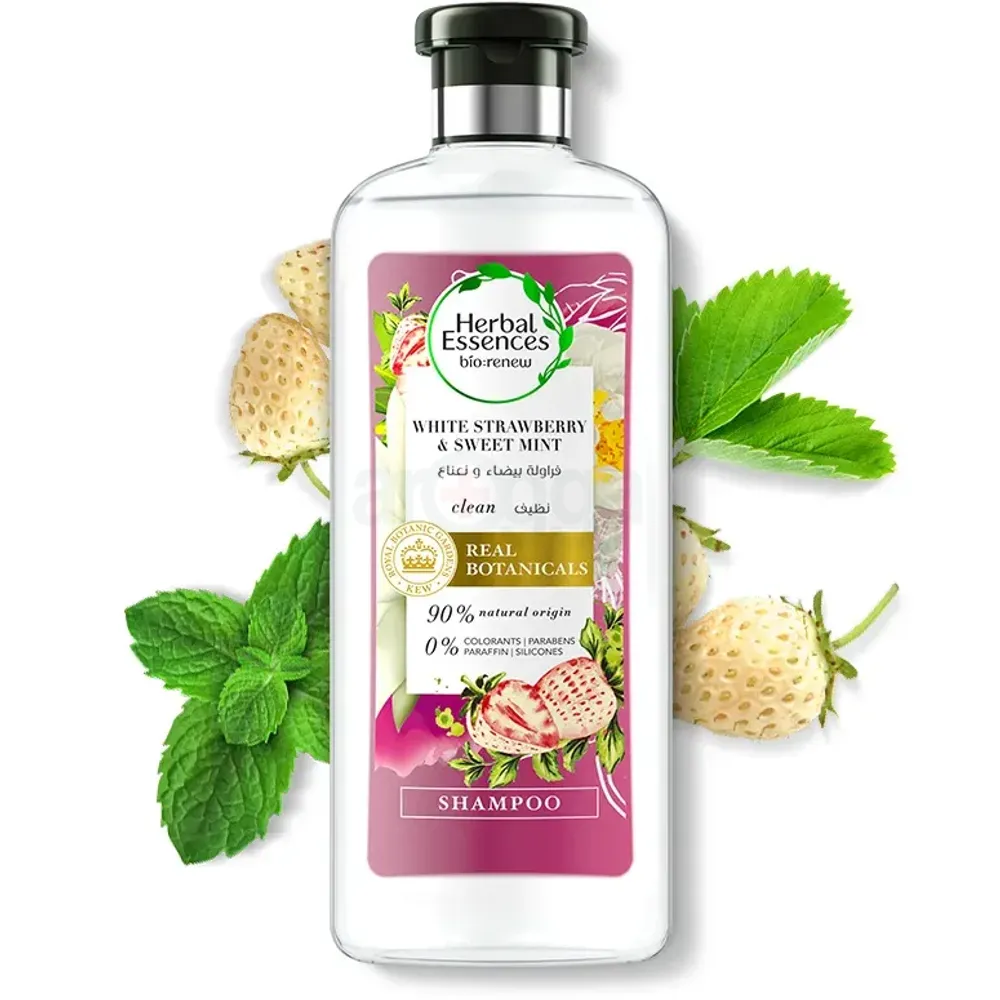 Herbal
Essences
bio:renew
WHITE STRAWBERRY
& SWEET MINT
فراولة بيضاء و نعناع
clean نظيف
ROYAL BOTANIC GARDENS
KEW
REAL
BOTANICALS
90% natural origin
0% COLORANTS | PARABENS
PARAFFIN | SILICONES
SHAMPOO